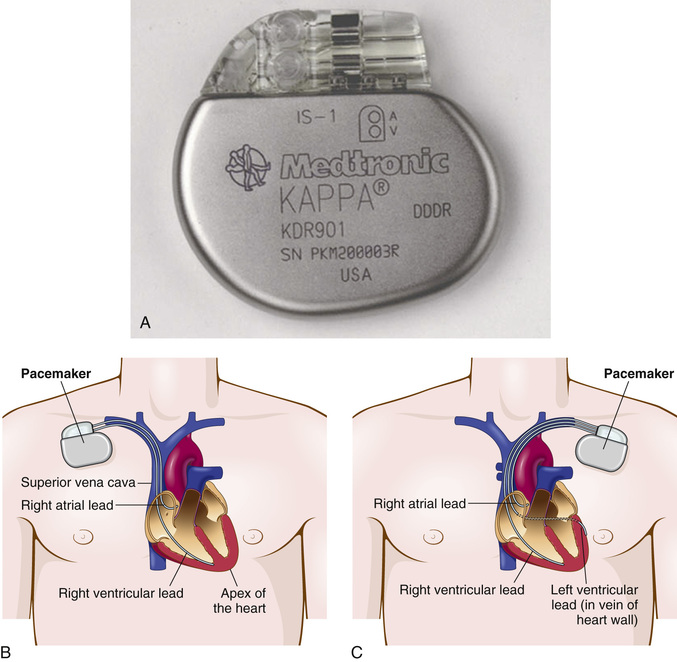 IS-1
A
V
Medtronic
KAPPA®
DDDR
KDR901
SN PKM200003R
USA
A
Pacemaker
Superior vena cava
Right atrial lead
Right ventricular lead
Apex of
the heart
B
Pacemaker
Right atrial lead
Right ventricular lead
Left ventricular
lead (in vein of
heart wall)
C